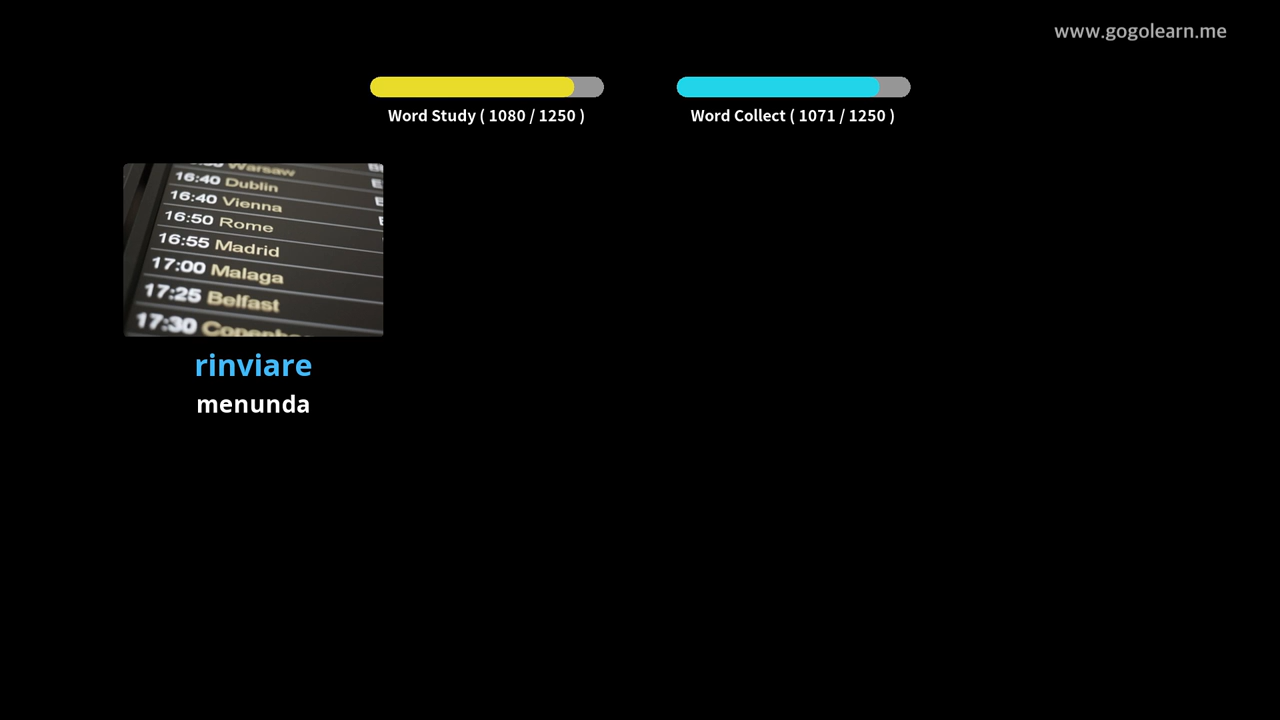 www.gogolearn.me
Word Study ( 1080 / 1250 )
Word Collect ( 1071 / 1250 )
Warsaw
16:40 Dublin
16:40 Vienna
16:50 Rome
16:55 Madrid
17:00 Malaga
17:25 Belfast
17:30
rinviare
menunda